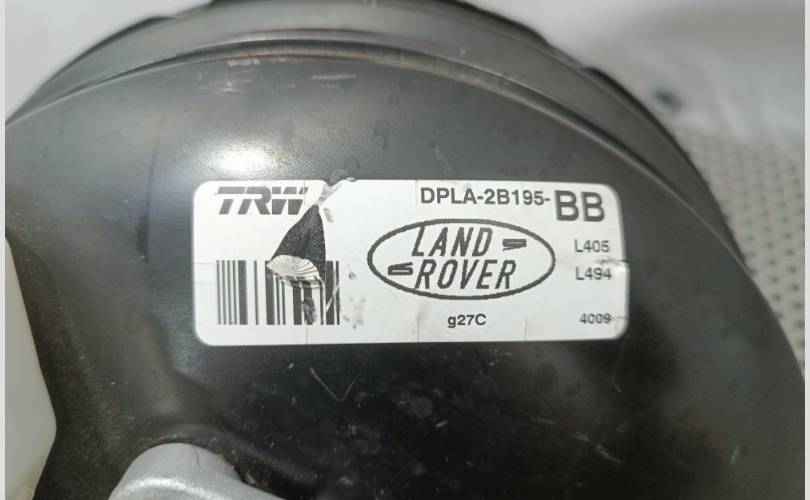 TRW
DPLA-2B195-BB
LAND
ROVER
L405
L494
g27C
4009